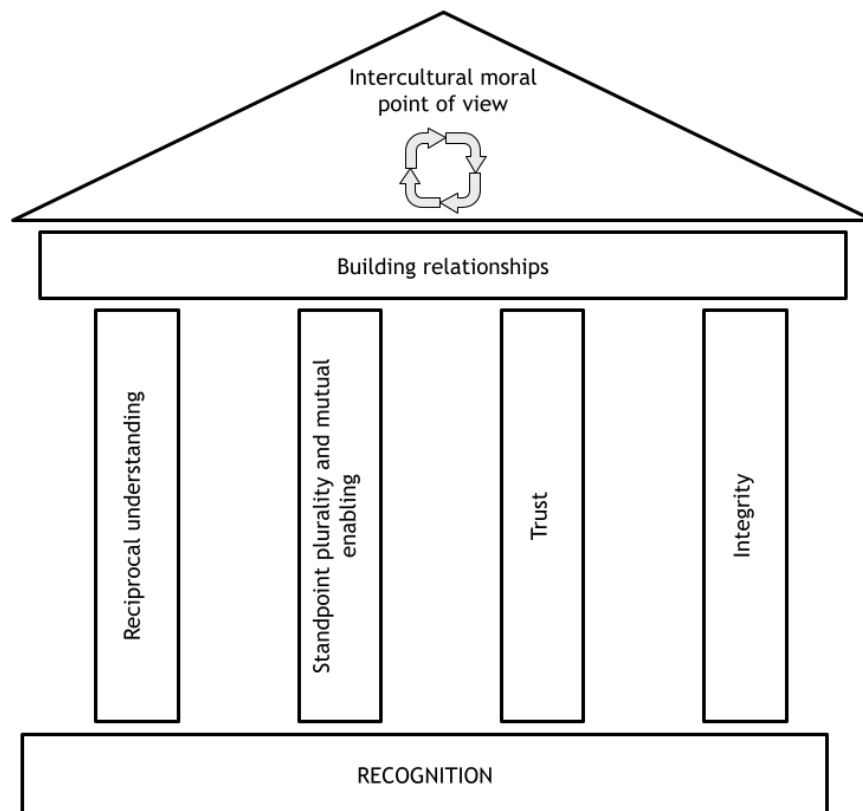 Intercultural moral
point of view
Building relationships
Reciprocal understanding
Standpoint plurality and mutual
enabling
Trust
Integrity
RECOGNITION